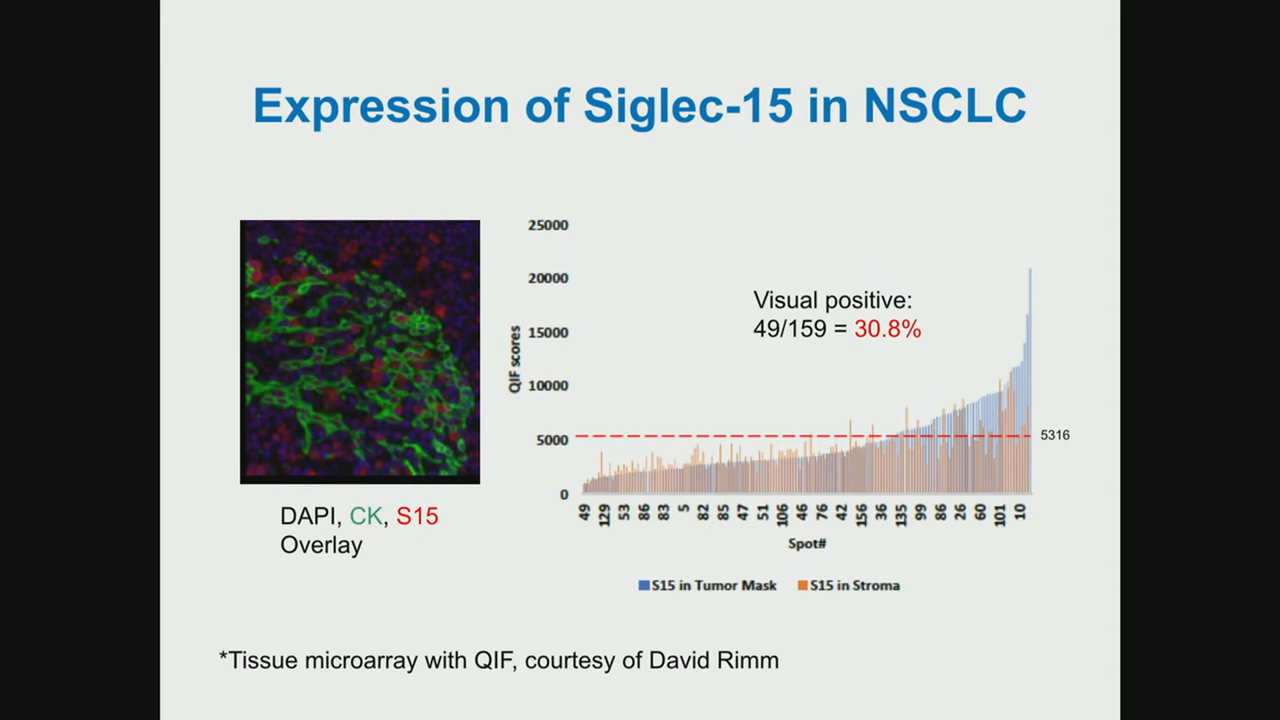 Expression of Siglec-15 in NSCLC
25000
20000
15000
10000
5000
0
QIF scores
Visual positive:
49/159 = 30.8%
5316
49 129 53 86 83 5 82 85 47 51 106 46 76 42 156 36 135 99 86 26 60 101 10
Spot#
S15 in Tumor Mask S15 in Stroma
DAPI, CK, S15
Overlay
*Tissue microarray with QIF, courtesy of David Rimm